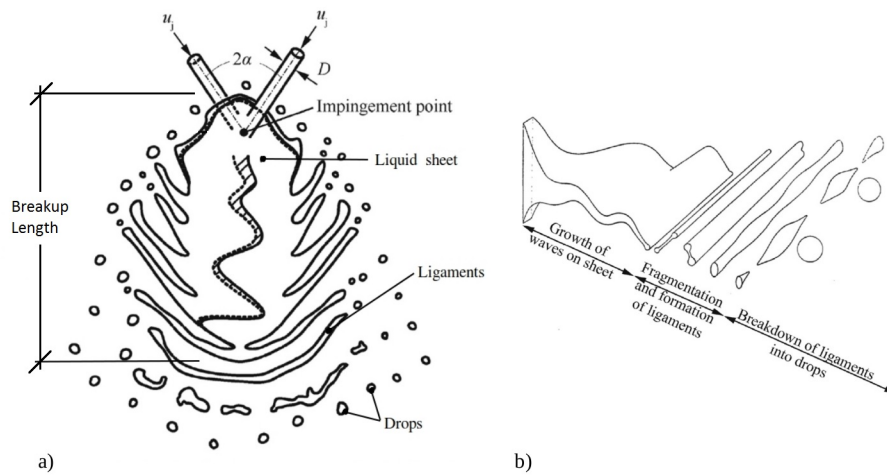 u_j
u_j
2α
D
Impingement point
Liquid sheet
Breakup
Length
Ligaments
Drops
a)
Growth of
waves on sheet
Fragmentation
and formation
of ligaments
Breakdown of ligaments
into drops
b)